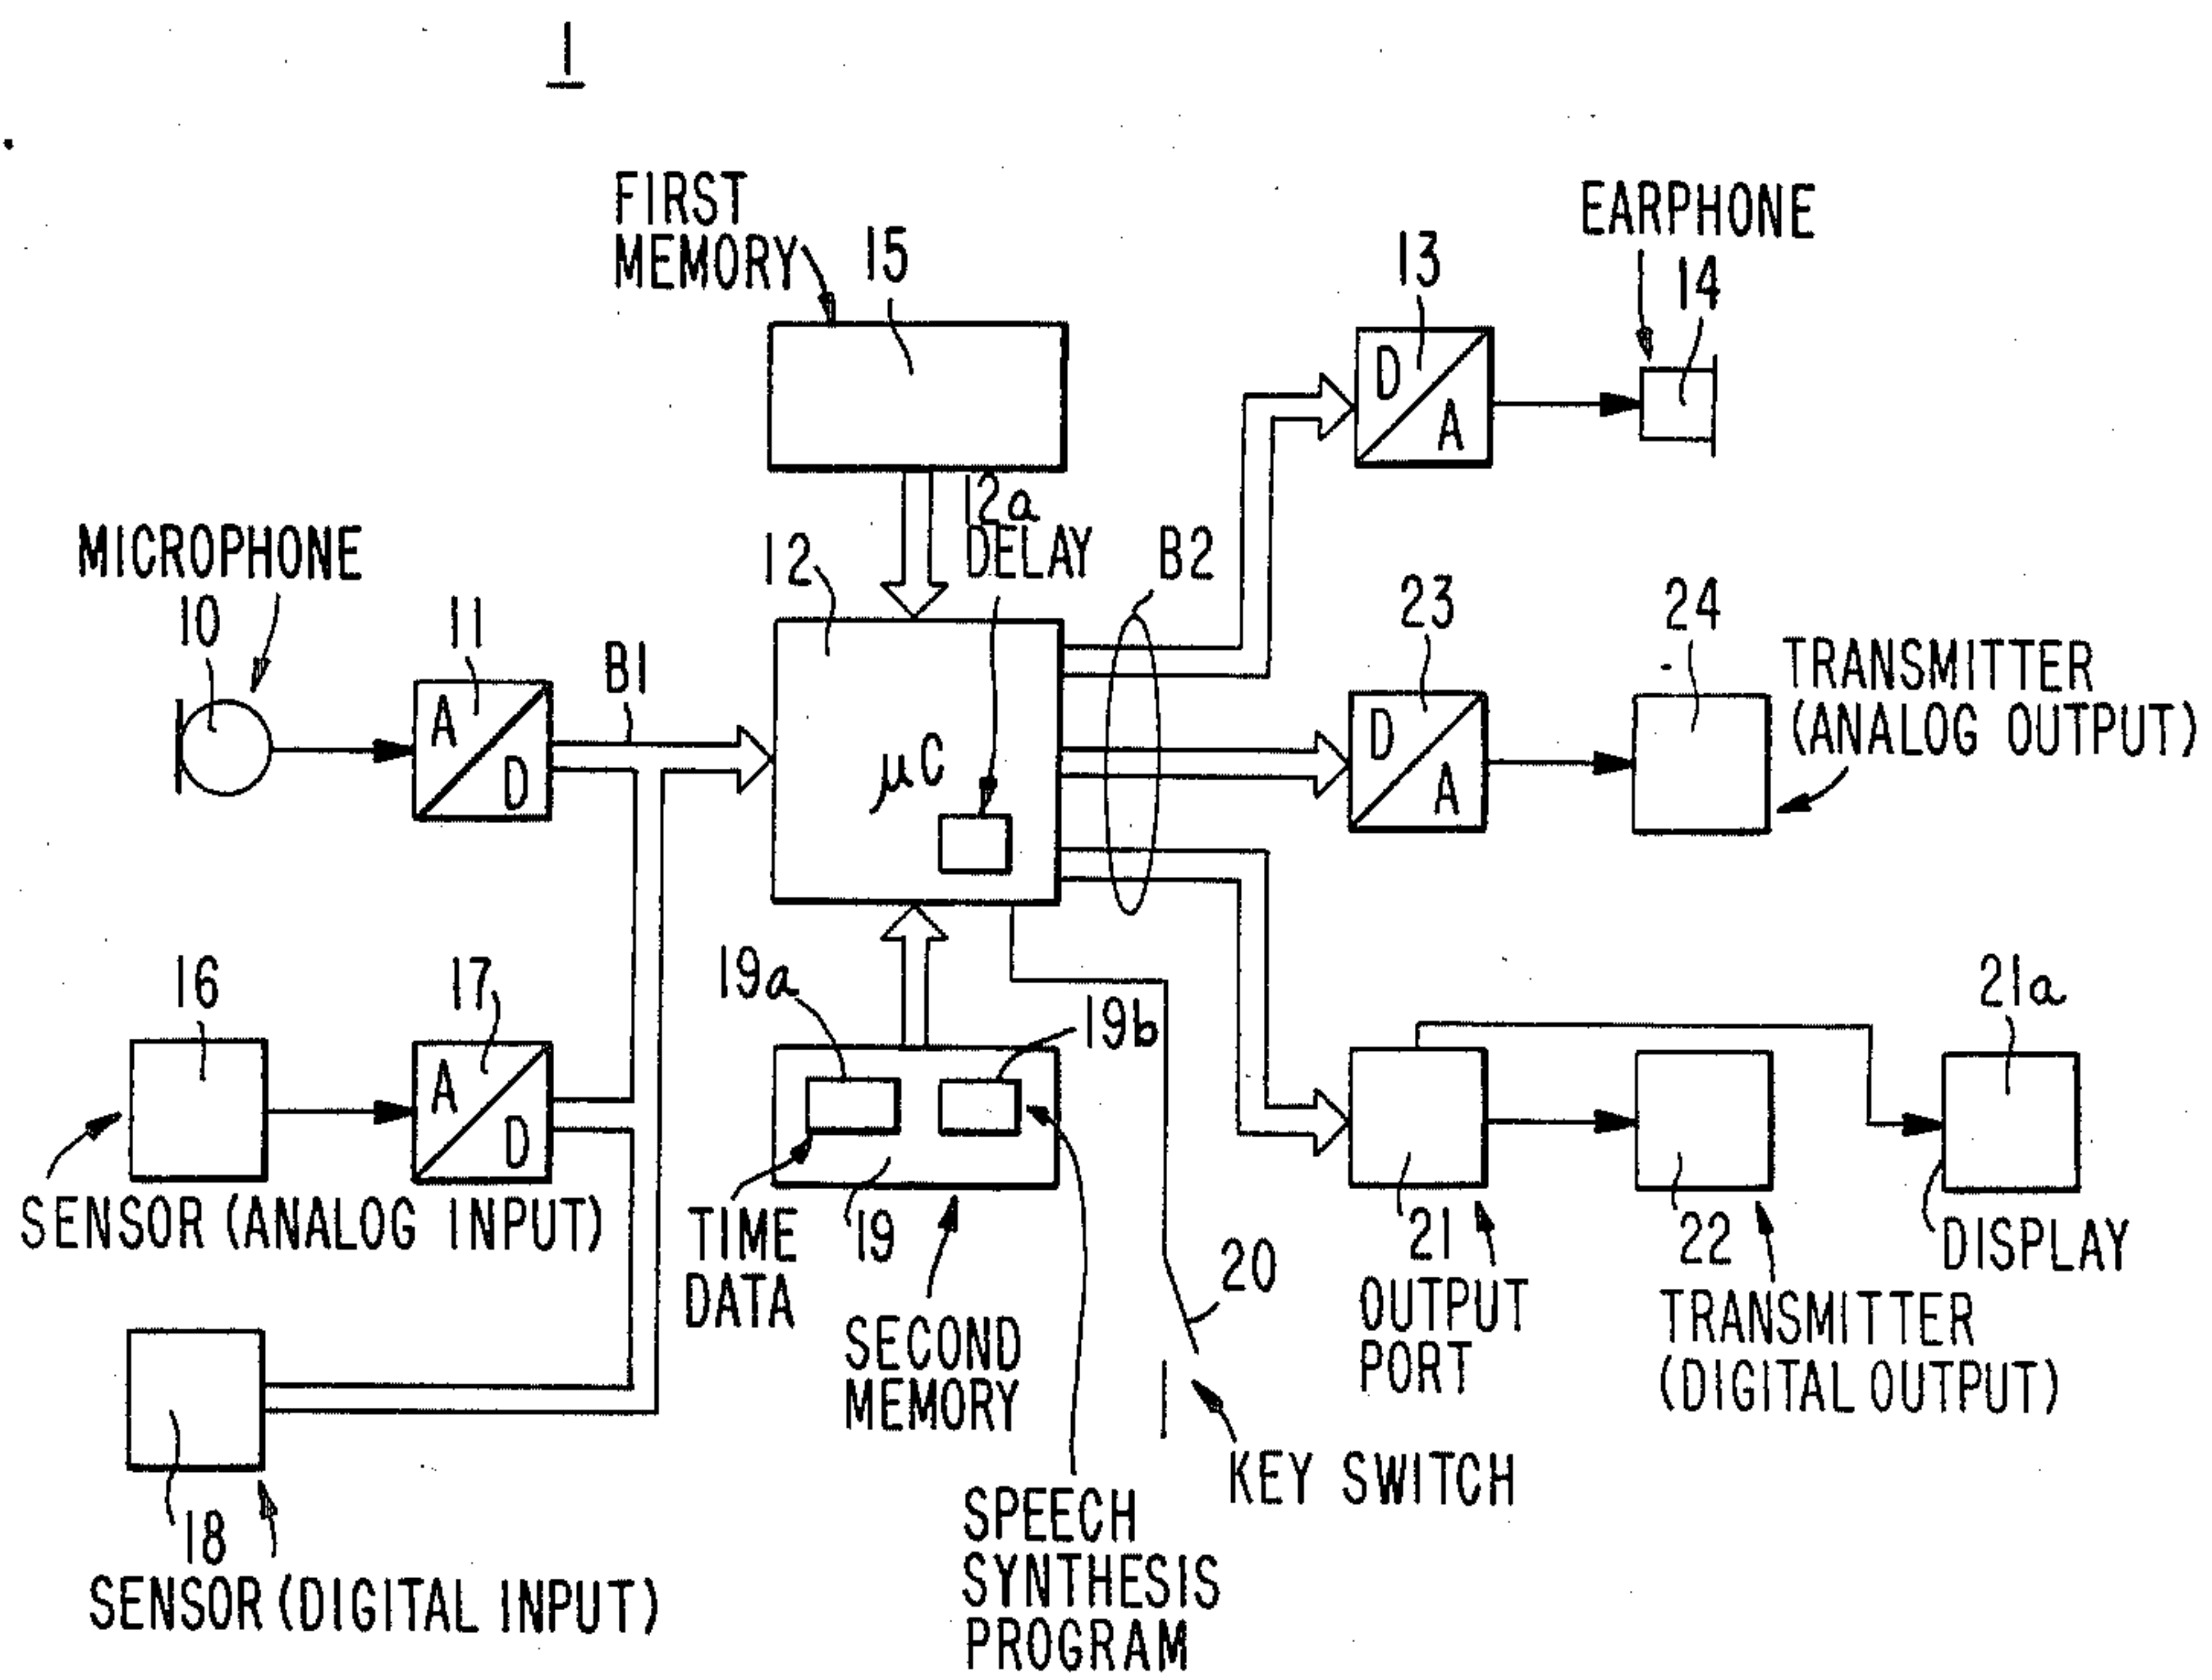 1
FIRST
MEMORY
15
EARPHONE
13
14
D
A
12a
DELAY
MICROPHONE
10
11
B1
12
B2
23
24
TRANSMITTER
(ANALOG OUTPUT)
A
D
μC
D
A
16
17
19a
19b
21a
A
D
SENSOR (ANALOG INPUT)
TIME
DATA
19
20
21
22
DISPLAY
OUTPUT
PORT
TRANSMITTER
(DIGITAL OUTPUT)
SECOND
MEMORY
KEY SWITCH
18
SENSOR (DIGITAL INPUT)
SPEECH
SYNTHESIS
PROGRAM